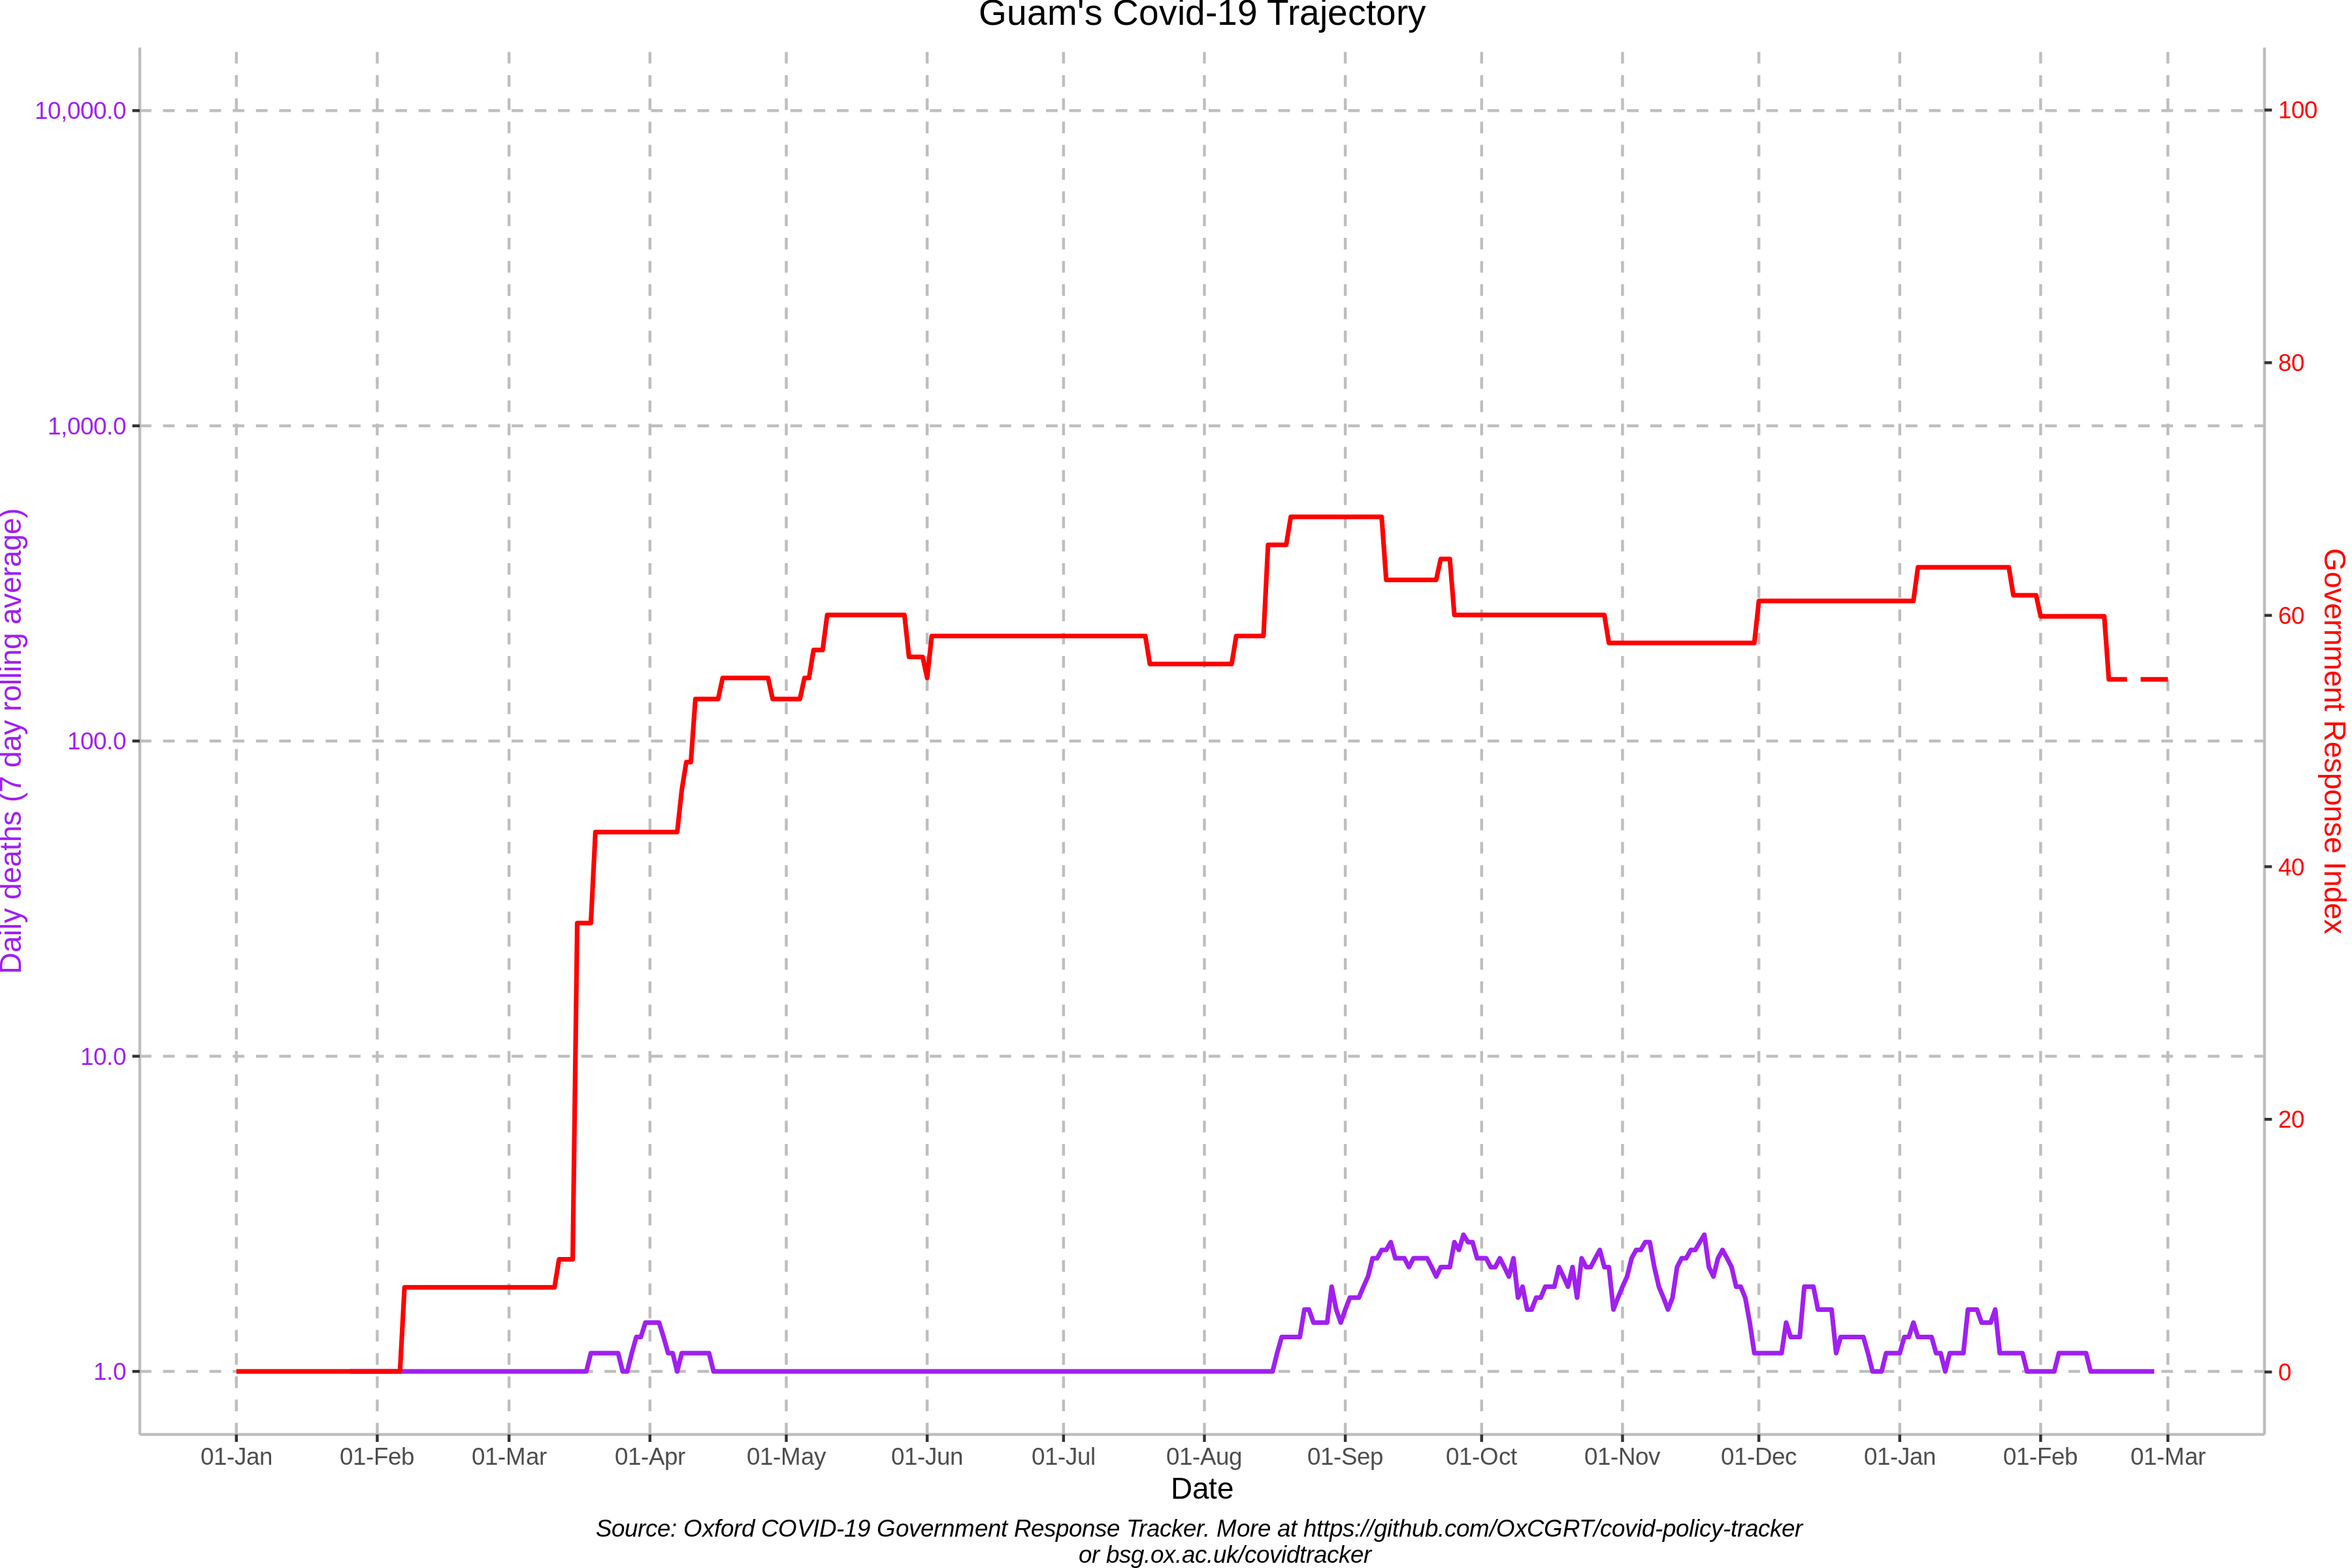 Guam's Covid-19 Trajectory
10,000.0
1,000.0
100.0
10.0
1.0
Daily deaths (7 day rolling average)
100
80
60
40
20
0
Government Response Index
01-Jan 01-Feb 01-Mar 01-Apr 01-May 01-Jun 01-Jul 01-Aug 01-Sep 01-Oct 01-Nov 01-Dec 01-Jan 01-Feb 01-Mar
Date
Source: Oxford COVID-19 Government Response Tracker. More at https://github.com/OxCGRT/covid-policy-tracker
or bsg.ox.ac.uk/covidtracker